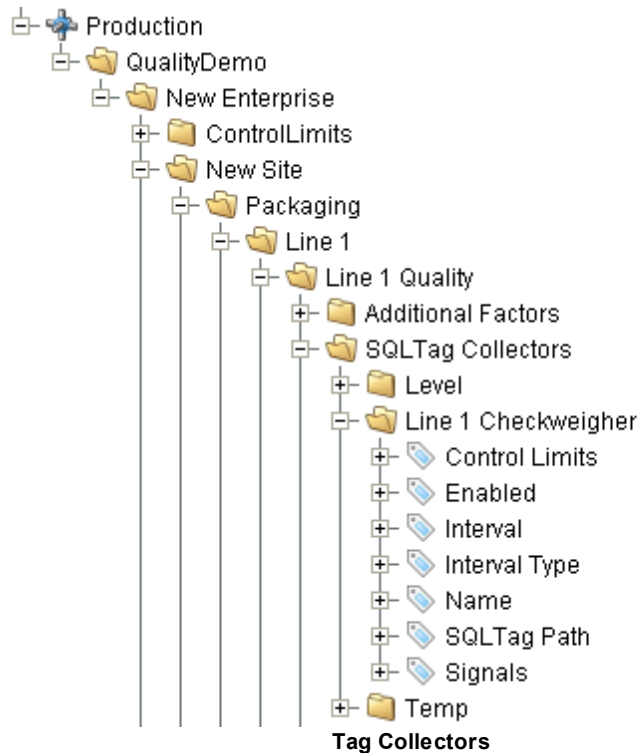 Production
QualityDemo
New Enterprise
ControlLimits
New Site
Packaging
Line 1
Line 1 Quality
Additional Factors
SQLTag Collectors
Level
Line 1 Checkweigher
Control Limits
Enabled
Interval
Interval Type
Name
SQLTag Path
Signals
Temp
Tag Collectors